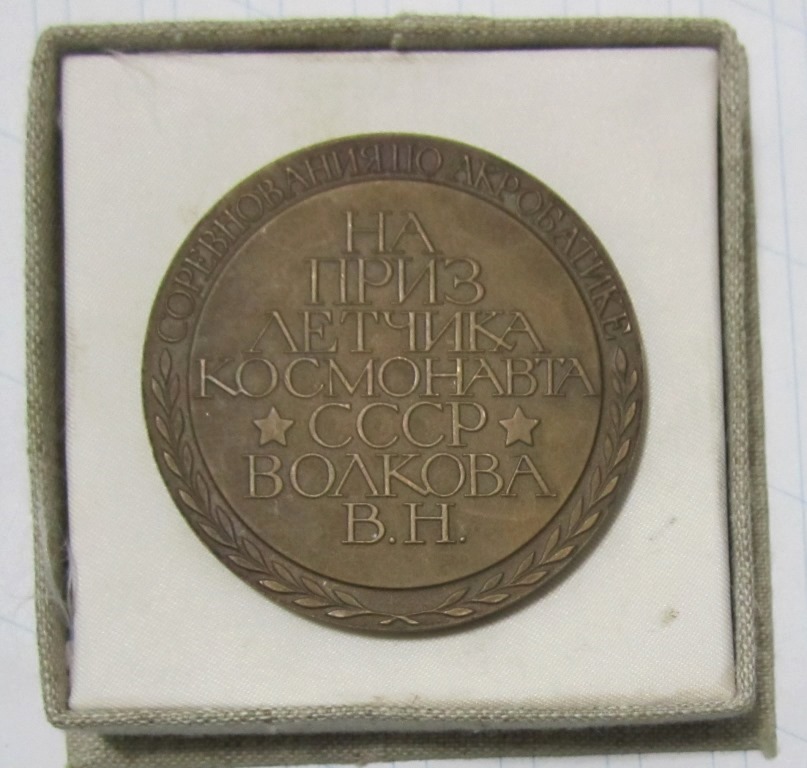 СОРЕВНОВАНИЯ ПО АКРОБАТИКЕ
НА
ПРИЗ
ЛЕТЧИКА
КОСМОНАВТА
СССР
ВОЛКОВА
В.Н.